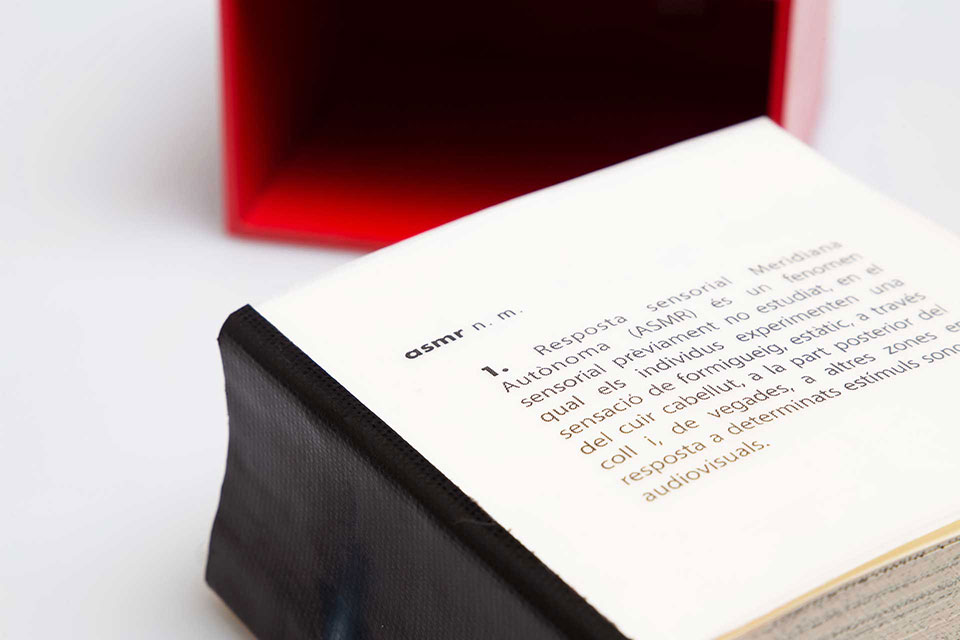 asmr n. m.
1. Resposta sensorial Meridiana
Autònoma (ASMR) és un fenomen
sensorial prèviament no estudiat, en el
qual els individus experimenten una
sensació de formigueig, estàtic, a través
del cuir cabellut, a la part posterior del
coll i, de vegades, a altres zones
resposta a determinats estímuls
audiovisuals.